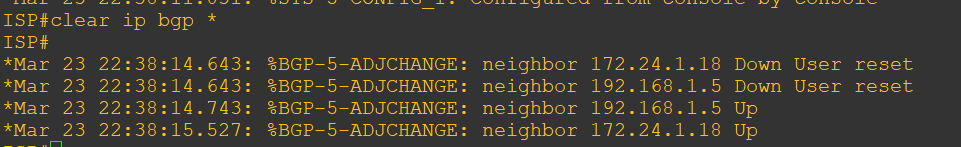 *Mar 23 22:38:11.031: %SYS-5-CONFIG_I: Configured from console by console
ISP#clear ip bgp *
ISP#
*Mar 23 22:38:14.643: %BGP-5-ADJCHANGE: neighbor 172.24.1.18 Down User reset
*Mar 23 22:38:14.643: %BGP-5-ADJCHANGE: neighbor 192.168.1.5 Down User reset
*Mar 23 22:38:14.743: %BGP-5-ADJCHANGE: neighbor 192.168.1.5 Up
*Mar 23 22:38:15.527: %BGP-5-ADJCHANGE: neighbor 172.24.1.18 Up
ISP#